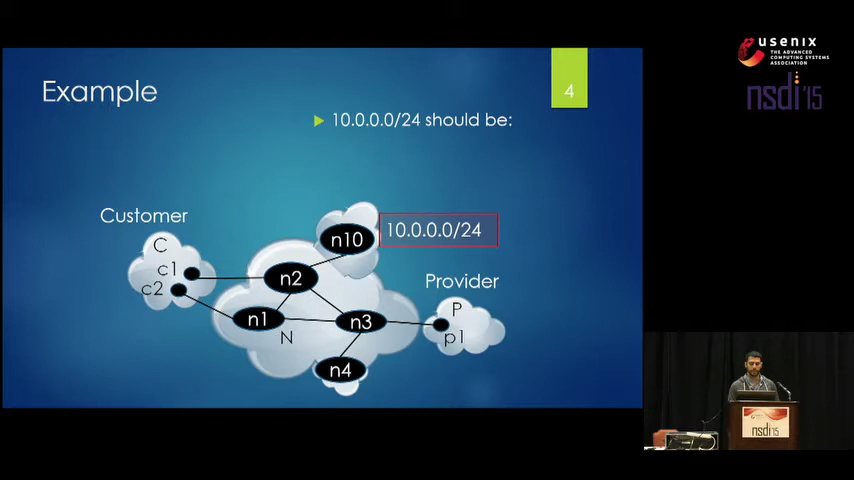 usenix
THE ADVANCED
COMPUTING SYSTEMS
ASSOCIATION
nsdi '15
Example
4
10.0.0.0/24 should be:
Customer
C
c1
c2
n10
10.0.0.0/24
n2
Provider
n1
n3
P
p1
N
n4
nsdi'15